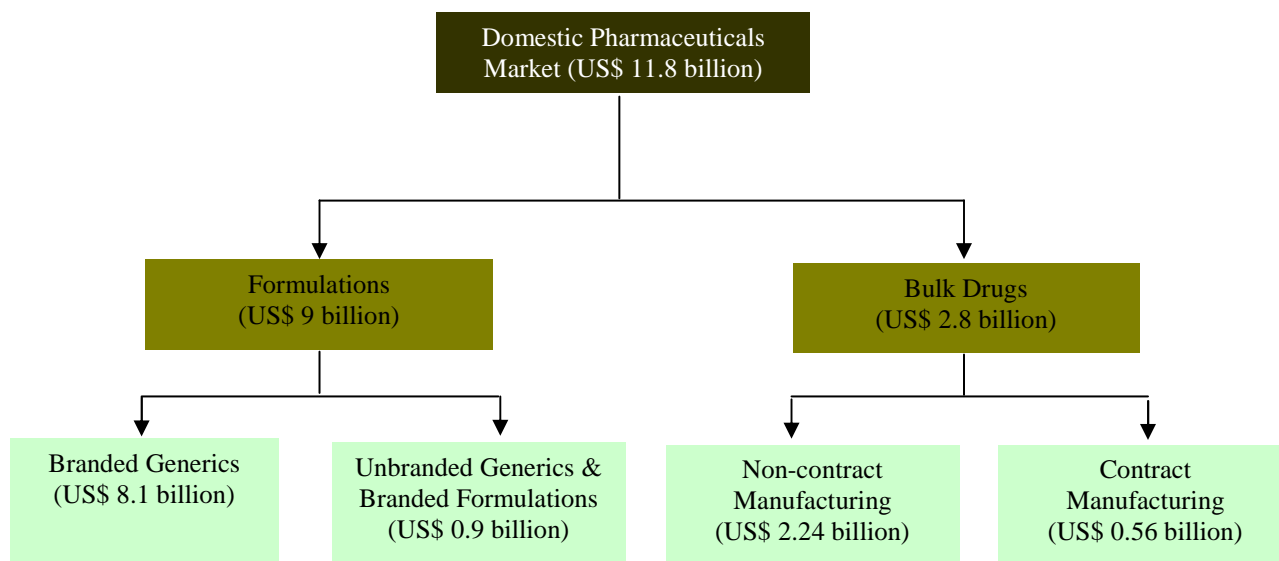 Domestic Pharmaceuticals
Market (US$ 11.8 billion)
Formulations
(US$ 9 billion)
Bulk Drugs
(US$ 2.8 billion)
Branded Generics
(US$ 8.1 billion)
Unbranded Generics &
Branded Formulations
(US$ 0.9 billion)
Non-contract
Manufacturing
(US$ 2.24 billion)
Contract
Manufacturing
(US$ 0.56 billion)